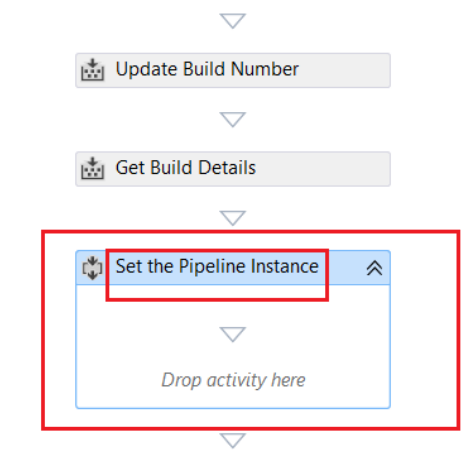 Update Build Number
Get Build Details
Set the Pipeline Instance
Drop activity here